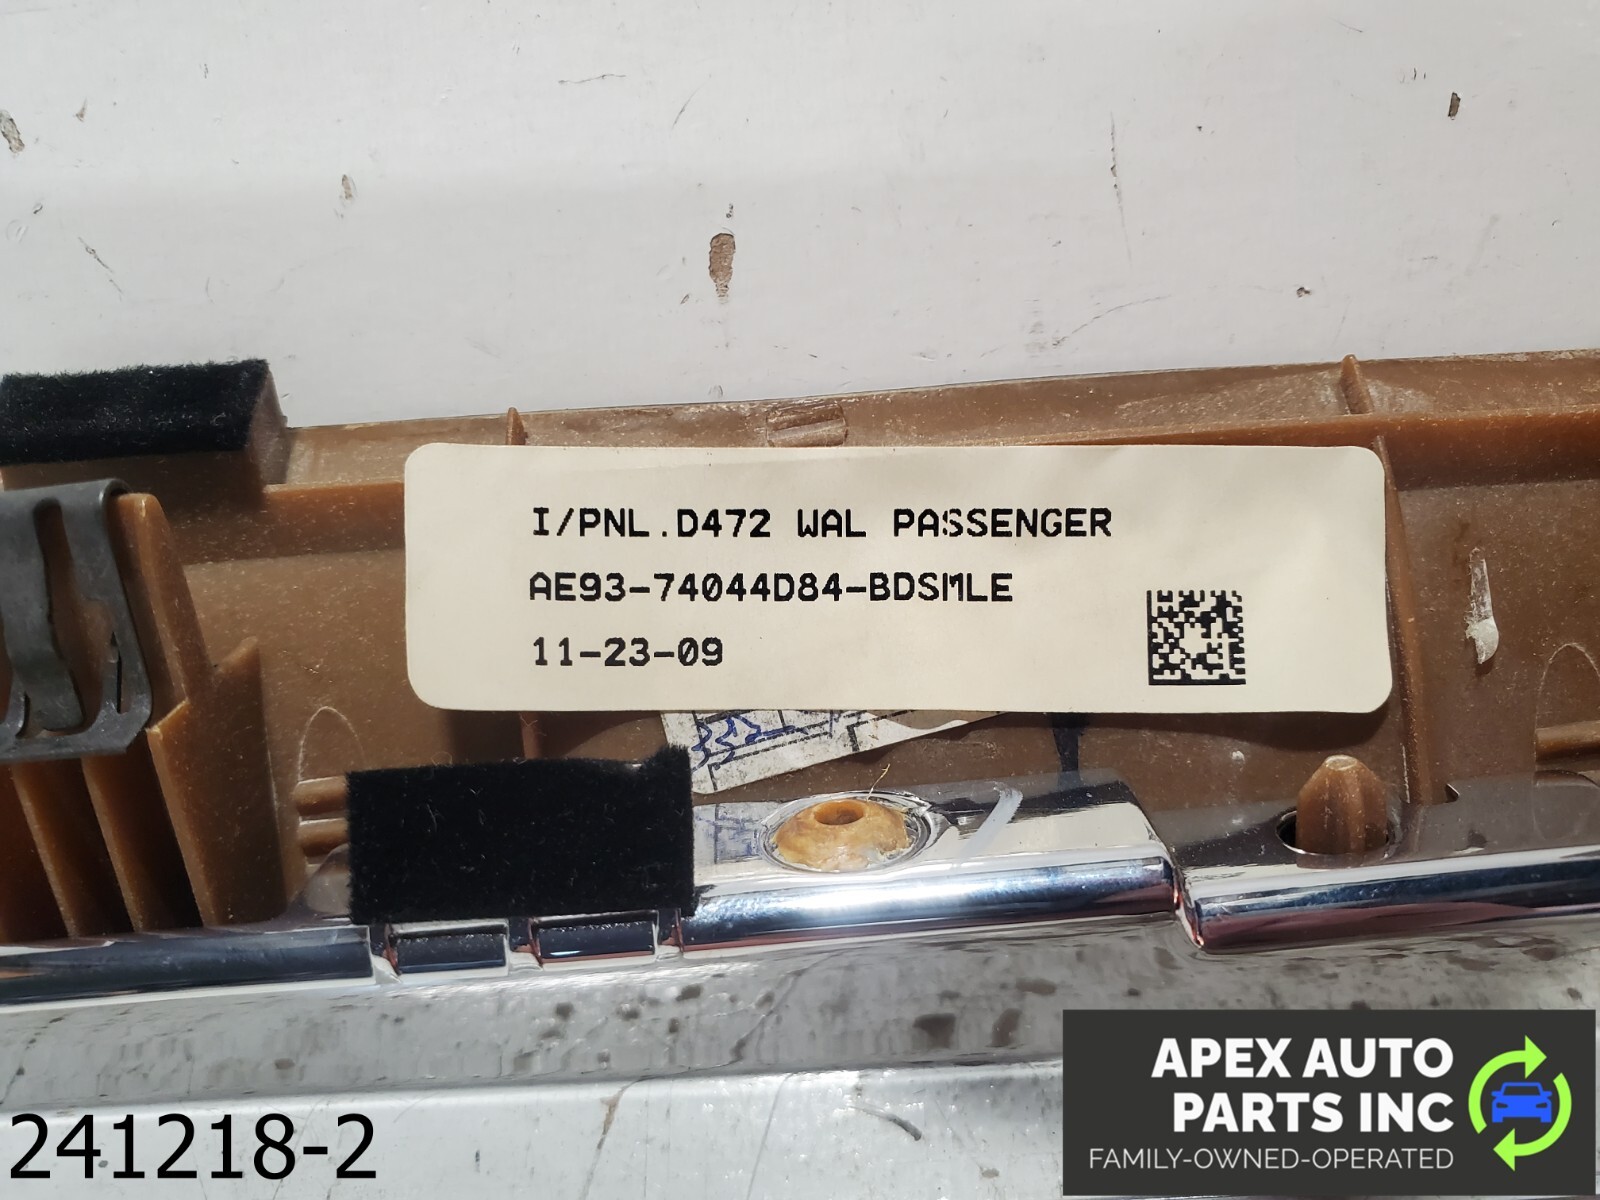 I/PNL.D472 WAL PASSENGER
AE93-74044D84-BDSMLE
11-23-09
241218-2
APEX AUTO
PARTS INC
FAMILY-OWNED-OPERATED